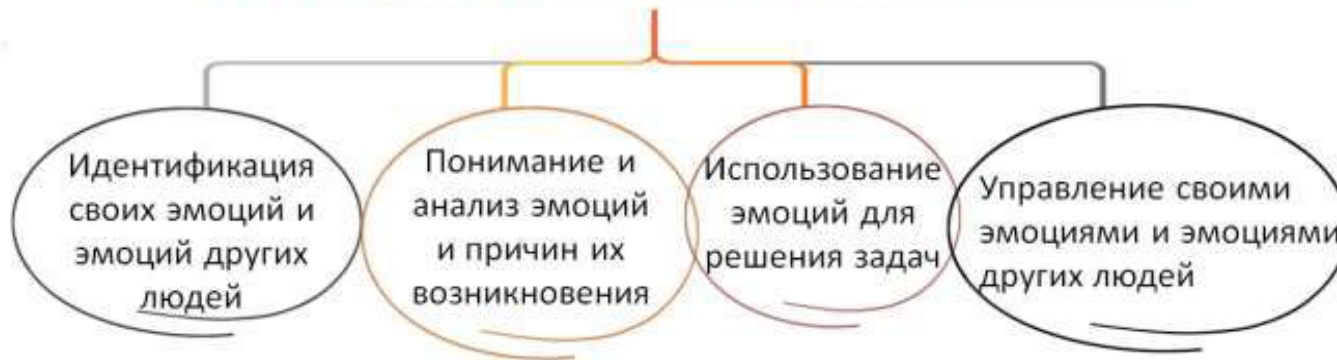 Идентификация
своих эмоций и
эмоций других
людей
Понимание и
анализ эмоций
и причин их
возникновения
Использование
эмоций для
решения задач
Управление своими
эмоциями и эмоциями
других людей